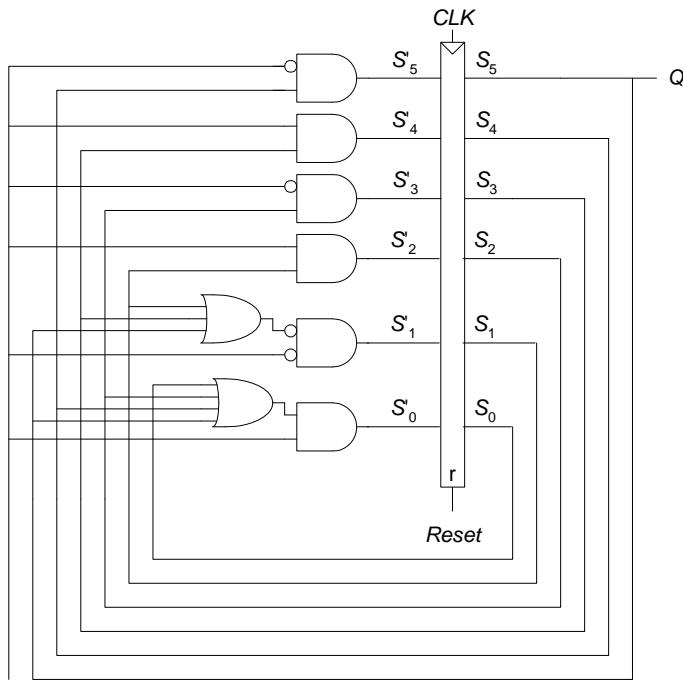 CLK
S'₅ S₅ Q
S'₄ S₄
S'₃ S₃
S'₂ S₂
S'₁ S₁
S'₀ S₀
r
Reset